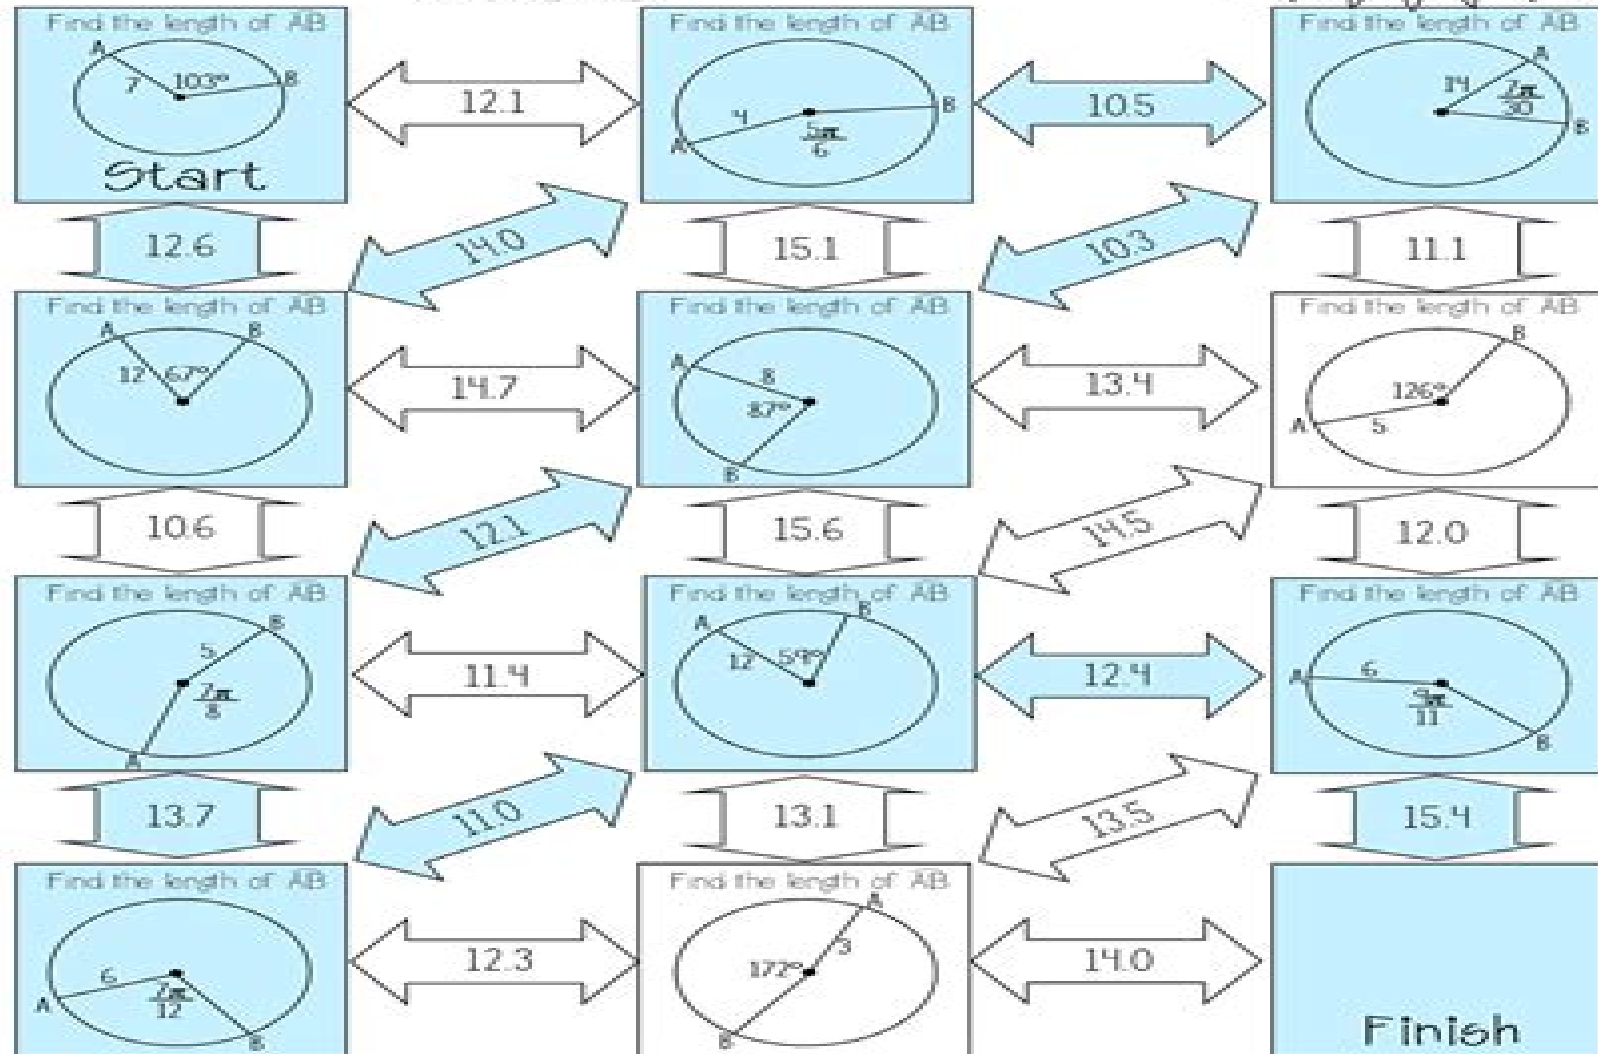 Find the length of AB
A
7 103° B
Start
12.1
Find the length of AB
4
B
A
5π
6
10.5
Find the length of AB
A
14 7π
30
B
12.6
14.0
15.1
10.3
11.1
Find the length of AB
A B
12 67°
14.7
Find the length of AB
A
8
87°
B
13.4
Find the length of AB
B
126°
A
5
10.6
12.1
15.6
14.5
12.0
Find the length of AB
B
5
7π
8
A
11.4
Find the length of AB
A B
12 59°
12.4
Find the length of AB
A 6
9π
11
B
13.7
11.0
13.1
13.5
15.4
Find the length of AB
6
A
7π
12
B
12.3
Find the length of AB
A
3
172°
B
14.0
Finish